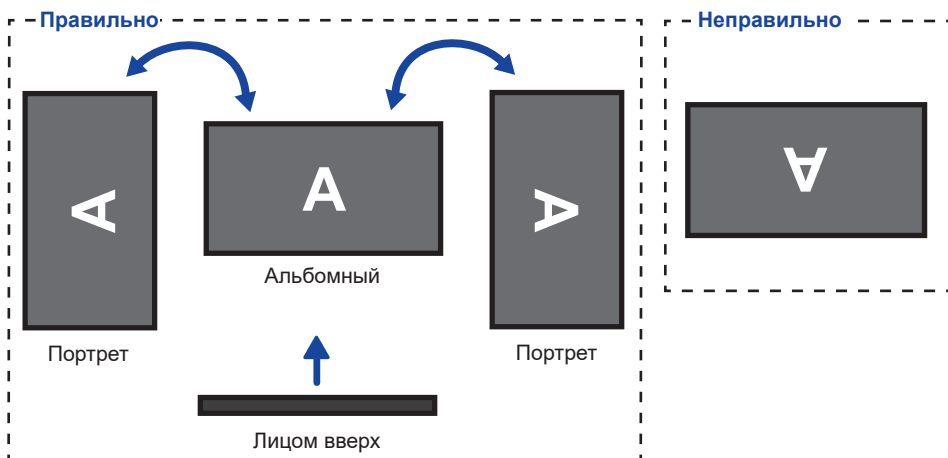 Правильно
Неправильно
A
A
A
A
Альбомный
Портрет
Портрет
Лицом вверх